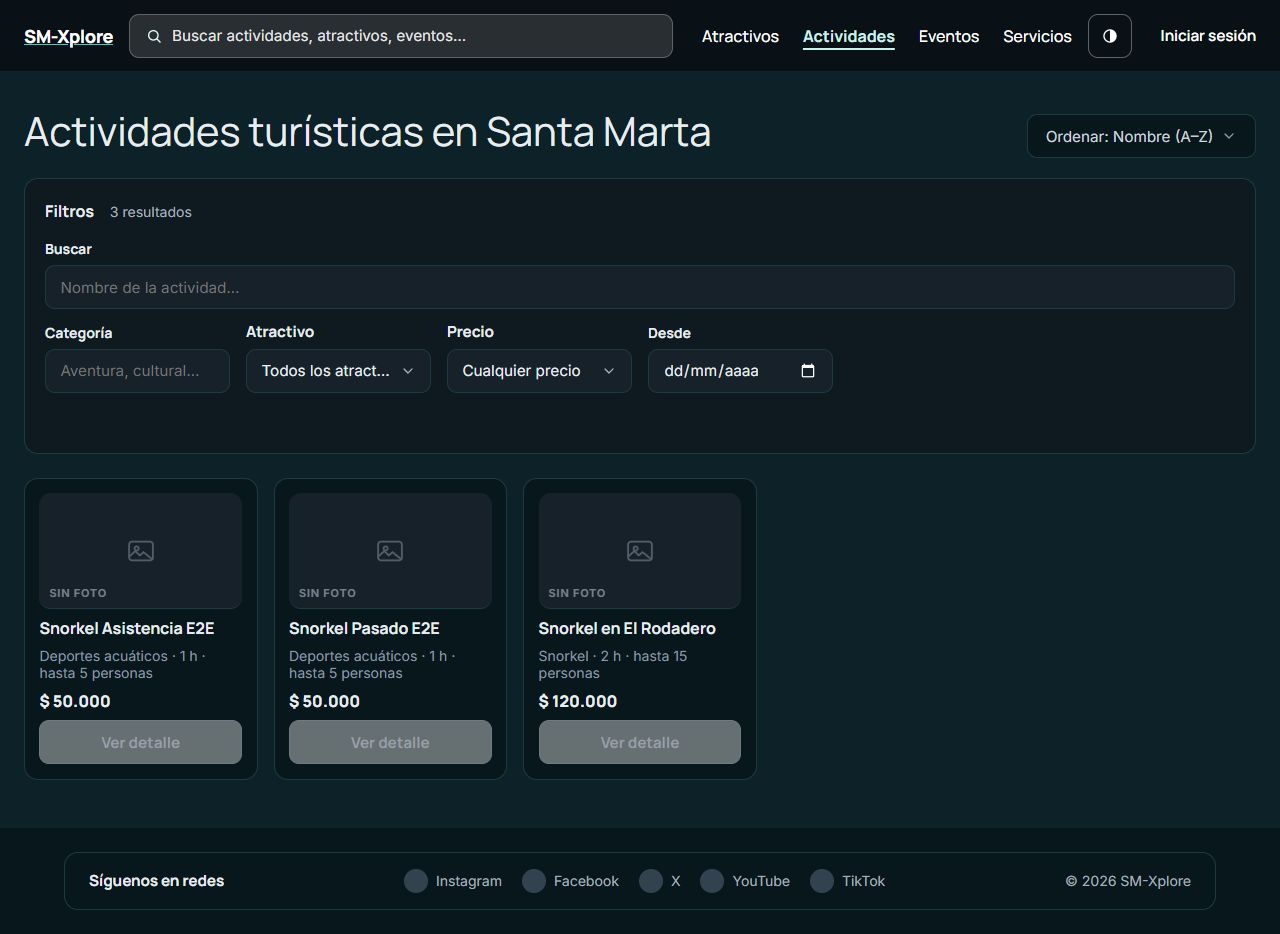 SM-Xplore
Buscar actividades, atractivos, eventos...
Atractivos
Actividades
Eventos
Servicios
Iniciar sesión
Actividades turísticas en Santa Marta
Ordenar: Nombre (A–Z)
Filtros
3 resultados
Buscar
Nombre de la actividad...
Categoría
Atractivo
Precio
Desde
Aventura, cultural...
Todos los atract...
Cualquier precio
dd/mm/aaaa
SIN FOTO
Snorkel Asistencia E2E
Deportes acuáticos · 1 h ·
hasta 5 personas
$ 50.000
Ver detalle
SIN FOTO
Snorkel Pasado E2E
Deportes acuáticos · 1 h ·
hasta 5 personas
$ 50.000
Ver detalle
SIN FOTO
Snorkel en El Rodadero
Snorkel · 2 h · hasta 15
personas
$ 120.000
Ver detalle
Síguenos en redes
Instagram
Facebook
X
YouTube
TikTok
© 2026 SM-Xplore